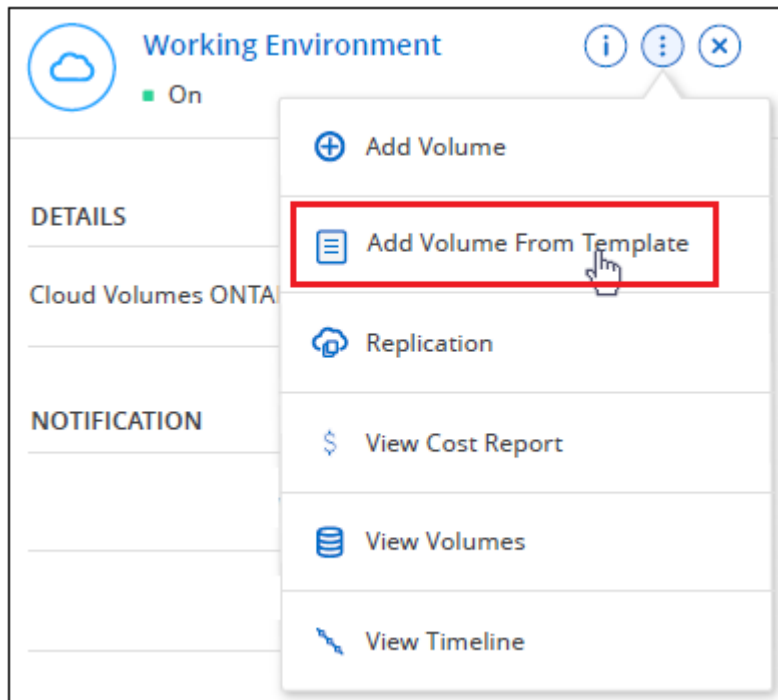 Working Environment
On
Add Volume
DETAILS
Add Volume From Template
Cloud Volumes ONTA
Replication
NOTIFICATION
$ View Cost Report
View Volumes
View Timeline